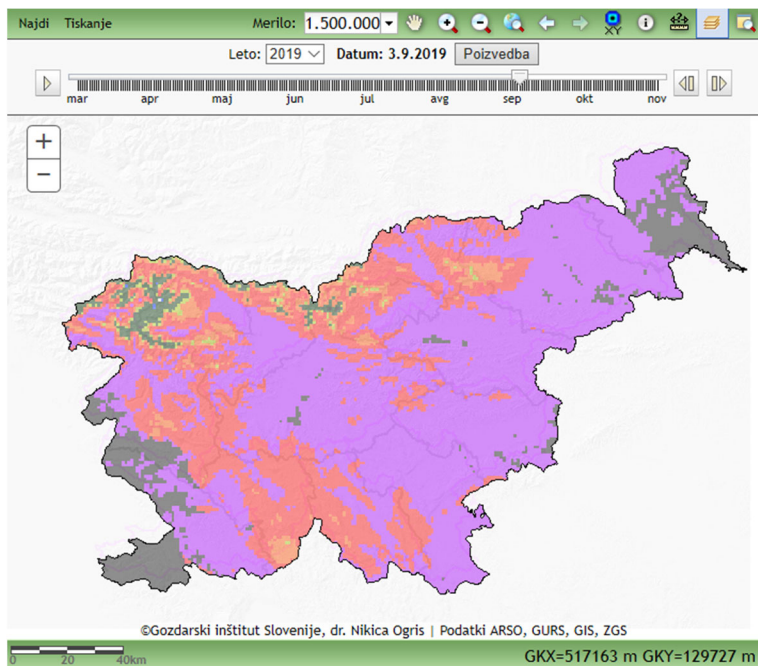 Najdi Tiskanje Merilo: 1.500.000 XY
Leto: 2019 Datum: 3.9.2019 Poizvedba
mar apr maj jun jul avg sep okt nov
+
−
©Gozdarski inštitut Slovenije, dr. Nikica Ogris | Podatki ARSO, GURS, GIS, ZGS
0 20 40km GKX=517163 m GKY=129727 m